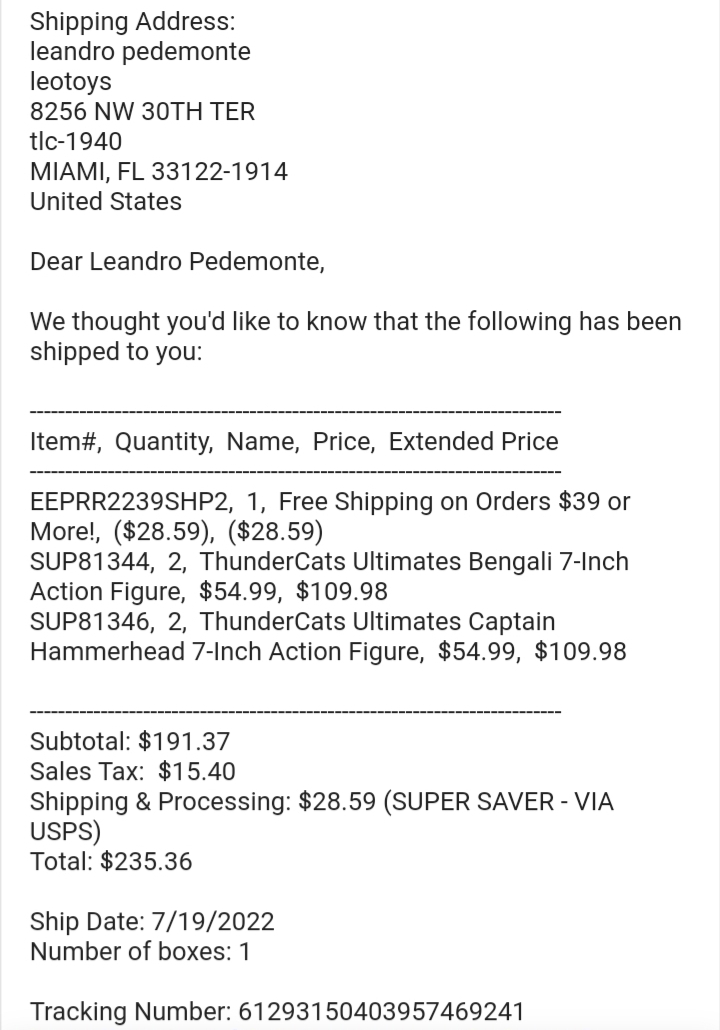 Shipping Address:
leandro pedemonte
leotoys
8256 NW 30TH TER
tlc-1940
MIAMI, FL 33122-1914
United States
Dear Leandro Pedemonte,
We thought you'd like to know that the following has been
shipped to you:
---------------------------------------------------------------------------
Item#,  Quantity,  Name,  Price,  Extended Price
---------------------------------------------------------------------------
EEPRR2239SHP2,  1,  Free Shipping on Orders $39 or
More!,  ($28.59),  ($28.59)
SUP81344,  2,  ThunderCats Ultimates Bengali 7-Inch
Action Figure,  $54.99,  $109.98
SUP81346,  2,  ThunderCats Ultimates Captain
Hammerhead 7-Inch Action Figure,  $54.99,  $109.98
---------------------------------------------------------------------------
Subtotal: $191.37
Sales Tax:  $15.40
Shipping & Processing: $28.59 (SUPER SAVER - VIA
USPS)
Total: $235.36
Ship Date: 7/19/2022
Number of boxes: 1
Tracking Number: 61293150403957469241